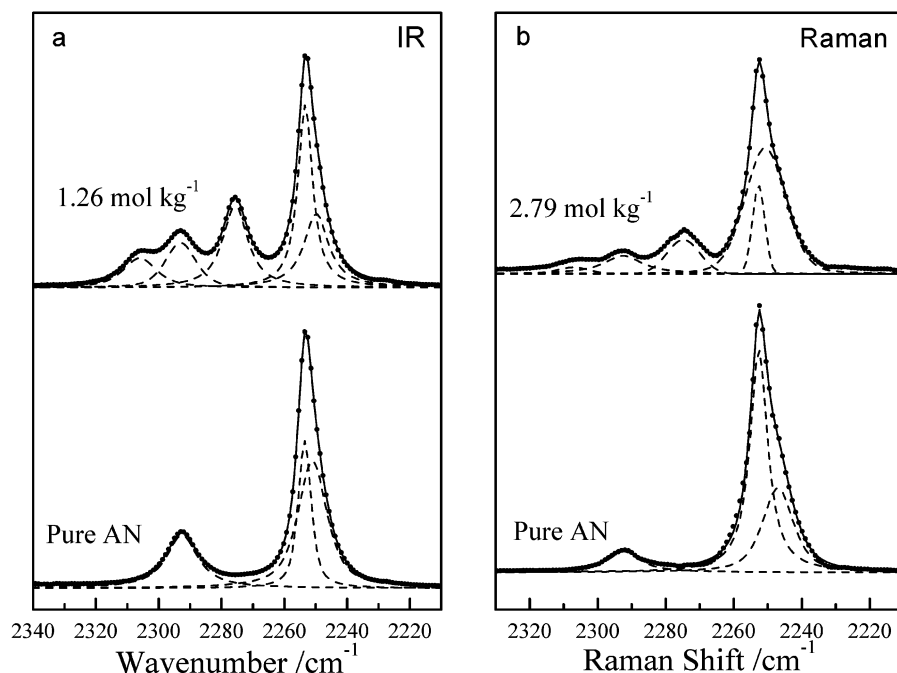 a
IR
1.26 mol kg⁻¹
Pure AN
2340 2320 2300 2280 2260 2240 2220
Wavenumber /cm⁻¹
b
Raman
2.79 mol kg⁻¹
Pure AN
2320 2300 2280 2260 2240 2220
Raman Shift /cm⁻¹